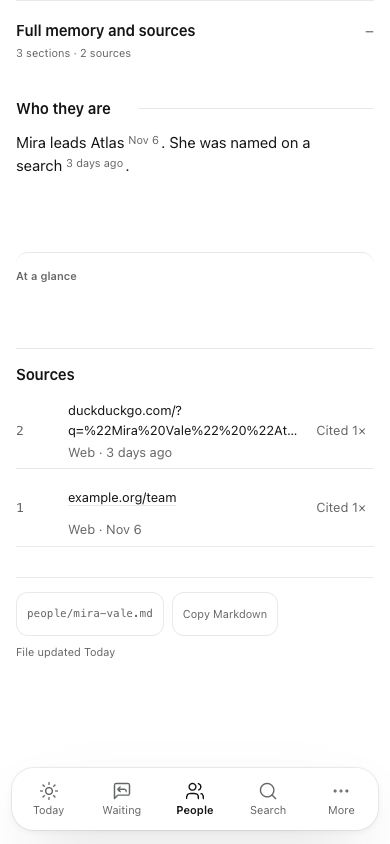 Full memory and sources
–
3 sections · 2 sources
Who they are
Mira leads Atlas Nov 6 . She was named on a
search 3 days ago .
At a glance
Sources
duckduckgo.com/?
2 q=%22Mira%20Vale%22%20%22At… Cited 1×
Web · 3 days ago
example.org/team
1 Cited 1×
Web · Nov 6
people/mira-vale.md Copy Markdown
File updated Today
Today Waiting People Search More